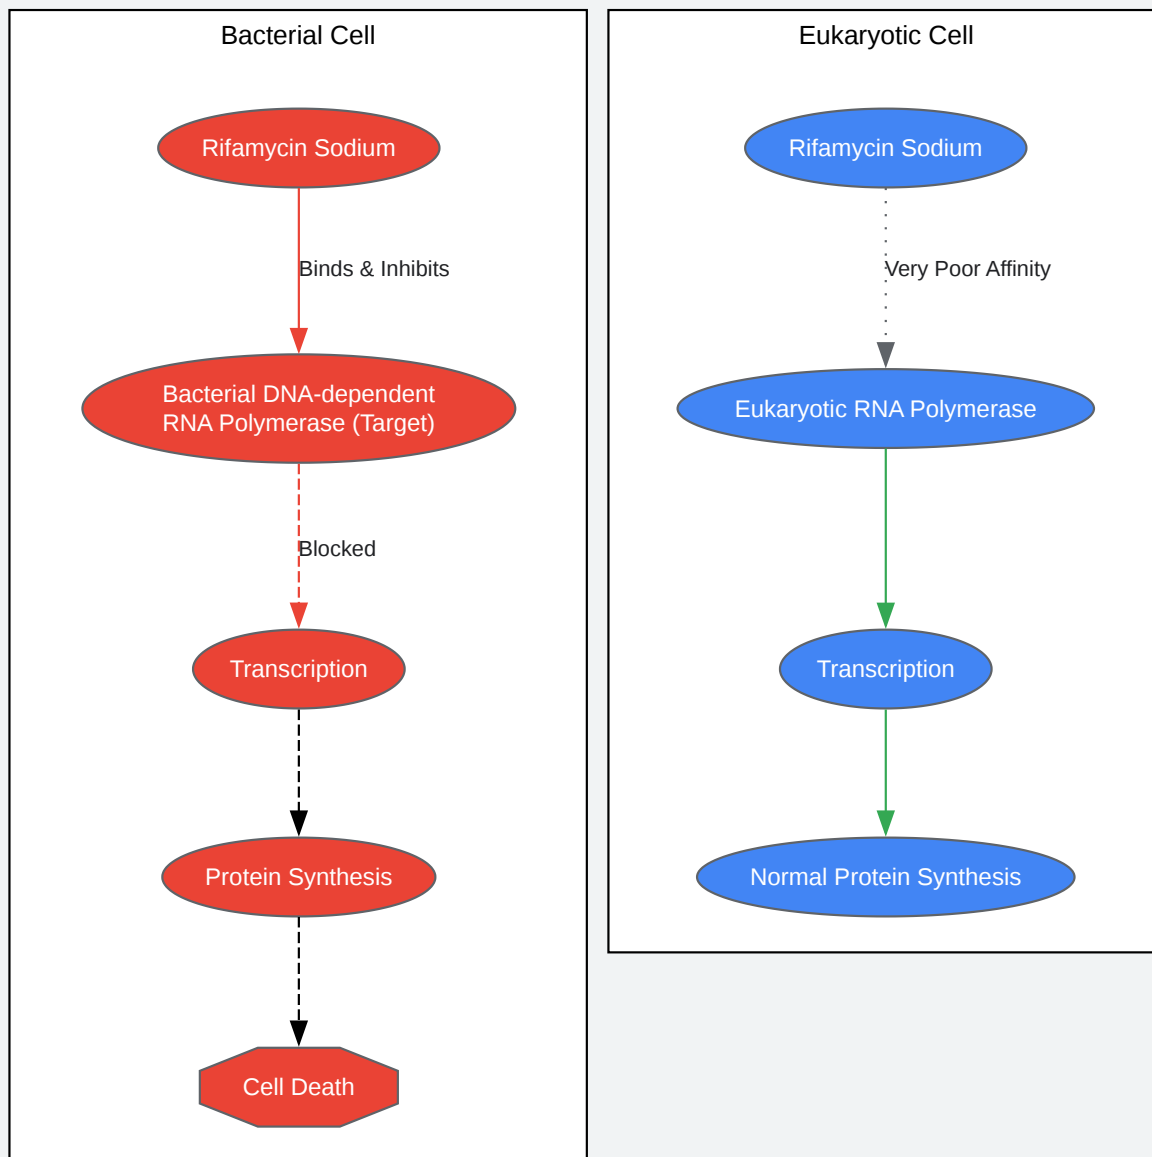 Bacterial Cell
Rifamycin Sodium
Binds & Inhibits
Bacterial DNA-dependent
RNA Polymerase (Target)
Blocked
Transcription
Protein Synthesis
Cell Death
Eukaryotic Cell
Rifamycin Sodium
Very Poor Affinity
Eukaryotic RNA Polymerase
Transcription
Normal Protein Synthesis